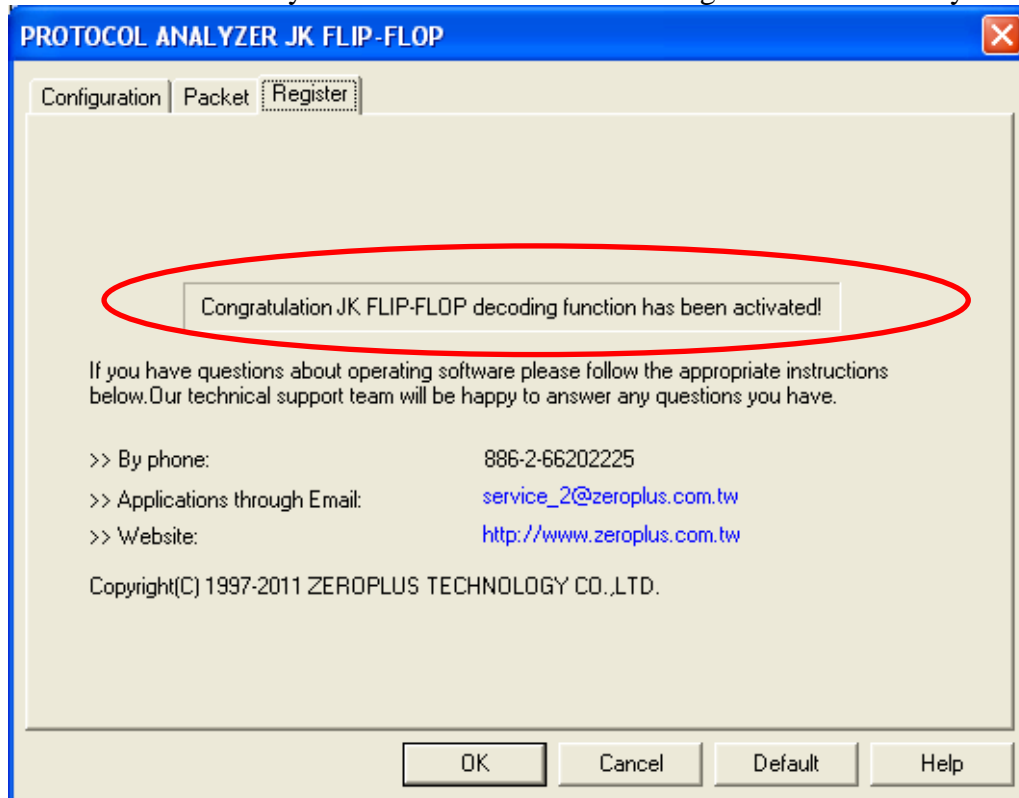 PROTOCOL ANALYZER JK FLIP-FLOP
Configuration Packet Register
Congratulation JK FLIP-FLOP decoding function has been activated!
If you have questions about operating software please follow the appropriate instructions
below.Our technical support team will be happy to answer any questions you have.
>> By phone: 886-2-66202225
>> Applications through Email: service_2@zeroplus.com.tw
>> Website: http://www.zeroplus.com.tw
Copyright(C) 1997-2011 ZEROPLUS TECHNOLOGY CO.,LTD.
OK Cancel Default Help